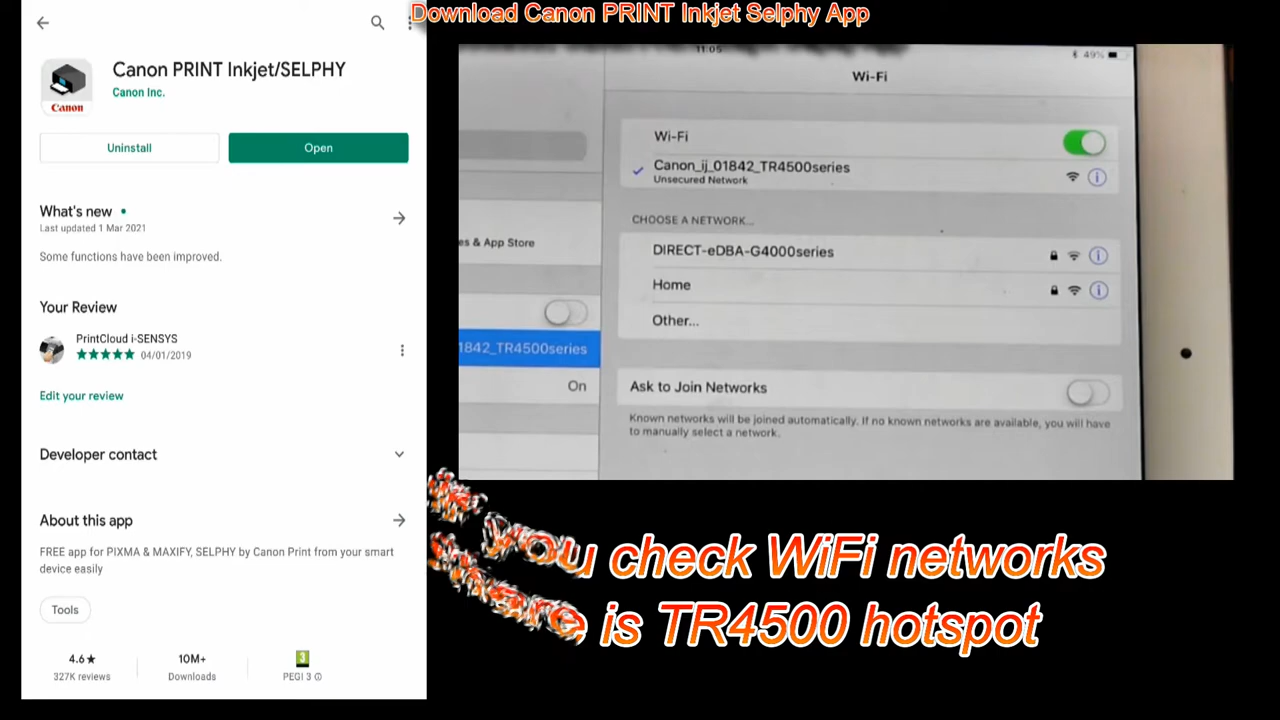 Download Canon PRINT Inkjet Selphy App
Canon PRINT Inkjet/SELPHY
Canon Inc.
Canon
Uninstall
Open
What's new
Last updated 1 Mar 2021
Some functions have been improved.
Your Review
PrintCloud i-SENSYS
04/01/2019
Edit your review
Developer contact
About this app
FREE app for PIXMA & MAXIFY, SELPHY by Canon Print from your smart
device easily
Tools
4.6★
327K reviews
10M+
Downloads
3
PEGI 3
11:05
49%
Wi-Fi
Wi-Fi
Canon_ij_01842_TR4500series
Unsecured Network
CHOOSE A NETWORK...
DIRECT-eDBA-G4000series
Home
Other...
Ask to Join Networks
Known networks will be joined automatically. If no known networks are available, you will have
to manually select a network.
es & App Store
1842_TR4500series
On
you check WiFi networks
is TR4500 hotspot